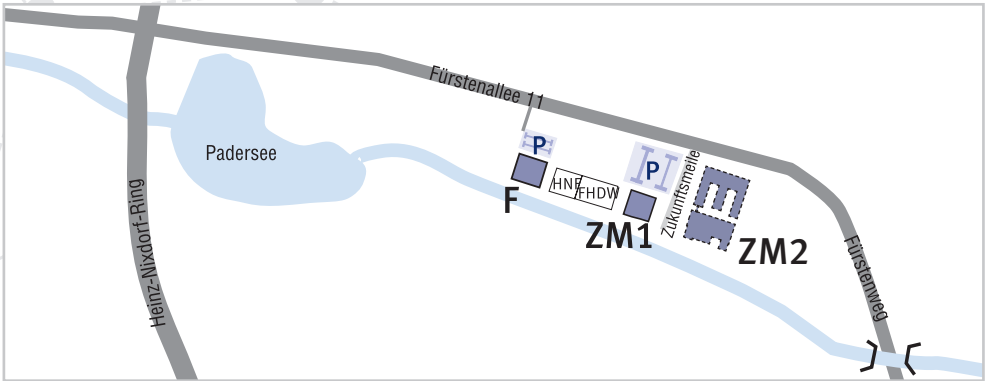 Fürstenallee 11
Padersee
P
P
HNF
FHDW
F
ZM1
Zukunftsmeile
ZM2
Heinz-Nixdorf-Ring
Fürstenweg